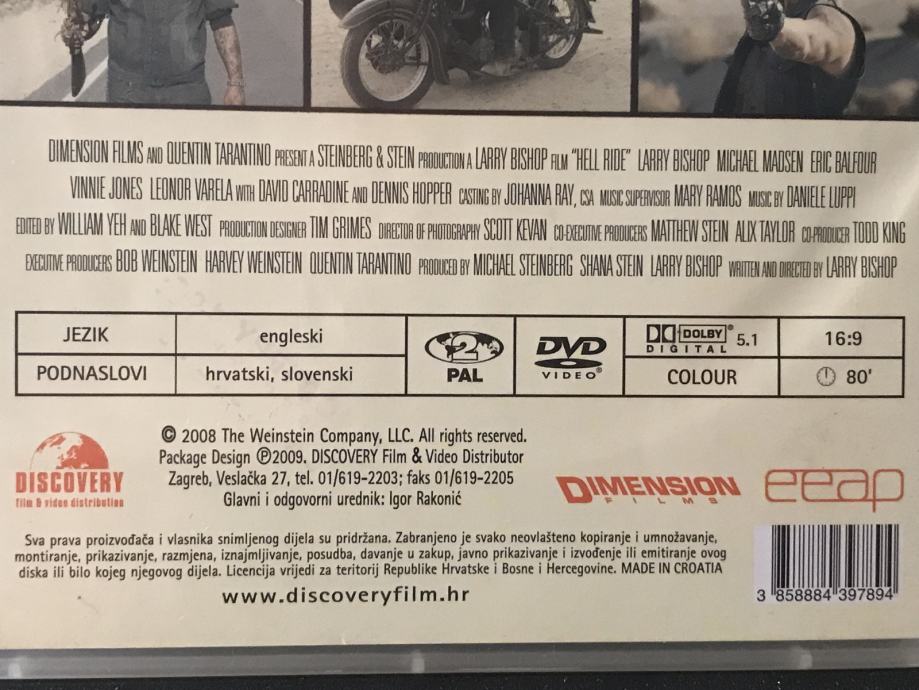 DIMENSION FILMS AND QUENTIN TARANTINO PRESENT A STEINBERG & STEIN PRODUCTION A LARRY BISHOP FILM "HELL RIDE" LARRY BISHOP MICHAEL MADSEN ERIC BALFOUR
VINNIE JONES LEONOR VARELA WITH DAVID CARRADINE AND DENNIS HOPPER CASTING BY JOHANNA RAY, CSA MUSIC SUPERVISOR MARY RAMOS MUSIC BY DANIELE LUPPI
EDITED BY WILLIAM YEH AND BLAKE WEST PRODUCTION DESIGNER TIM GRIMES DIRECTOR OF PHOTOGRAPHY SCOTT KEVAN CO-EXECUTIVE PRODUCERS MATTHEW STEIN ALIX TAYLOR CO-PRODUCER TODD KING
EXECUTIVE PRODUCERS BOB WEINSTEIN HARVEY WEINSTEIN QUENTIN TARANTINO PRODUCED BY MICHAEL STEINBERG SHANA STEIN LARRY BISHOP WRITTEN AND DIRECTED BY LARRY BISHOP
JEZIK engleski
PODNASLOVI hrvatski, slovenski
2
PAL
DVD
VIDEO®
DOLBY® 5.1
DIGITAL
COLOUR
16:9
80'
© 2008 The Weinstein Company, LLC. All rights reserved.
Package Design ℗2009. DISCOVERY Film & Video Distributor
Zagreb, Veslačka 27, tel. 01/619-2203; faks 01/619-2205
Glavni i odgovorni urednik: Igor Rakonić
DISCOVERY
film & video distribution
DIMENSION
FILMS
eeap
Sva prava proizvođača i vlasnika snimljenog dijela su pridržana. Zabranjeno je svako neovlašteno kopiranje i umnožavanje,
montiranje, prikazivanje, razmjena, iznajmljivanje, posudba, davanje u zakup, javno prikazivanje i izvođenje ili emitiranje ovog
diska ili bilo kojeg njegovog dijela. Licencija vrijedi za teritorij Republike Hrvatske i Bosne i Hercegovine. MADE IN CROATIA
www.discoveryfilm.hr
3 858884 397894